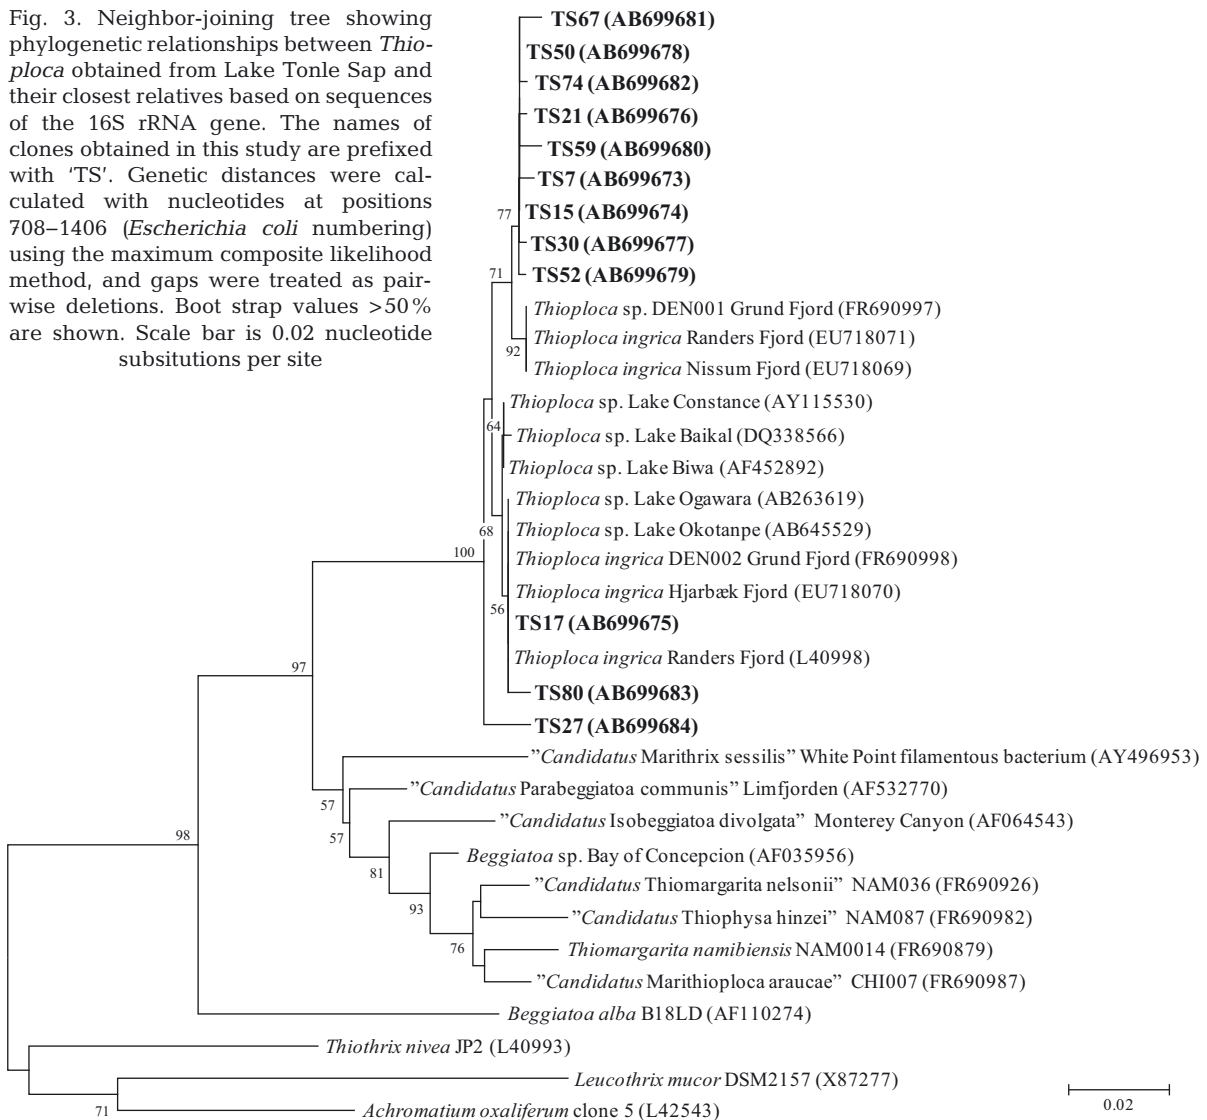 Fig. 3. Neighbor-joining tree showing
phylogenetic relationships between Thio-
ploca obtained from Lake Tonle Sap and
their closest relatives based on sequences
of the 16S rRNA gene. The names of
clones obtained in this study are prefixed
with ‘TS’. Genetic distances were cal-
culated with nucleotides at positions
708–1406 (Escherichia coli numbering)
using the maximum composite likelihood
method, and gaps were treated as pair-
wise deletions. Boot strap values >50%
are shown. Scale bar is 0.02 nucleotide
subsitutions per site
TS67 (AB699681)
TS50 (AB699678)
TS74 (AB699682)
TS21 (AB699676)
TS59 (AB699680)
TS7 (AB699673)
77
TS15 (AB699674)
TS30 (AB699677)
71
TS52 (AB699679)
Thioploca sp. DEN001 Grund Fjord (FR690997)
Thioploca ingrica Randers Fjord (EU718071)
92
Thioploca ingrica Nissum Fjord (EU718069)
Thioploca sp. Lake Constance (AY115530)
64
Thioploca sp. Lake Baikal (DQ338566)
Thioploca sp. Lake Biwa (AF452892)
Thioploca sp. Lake Ogawara (AB263619)
68
Thioploca sp. Lake Okotanpe (AB645529)
100
Thioploca ingrica DEN002 Grund Fjord (FR690998)
Thioploca ingrica Hjarbæk Fjord (EU718070)
56
TS17 (AB699675)
Thioploca ingrica Randers Fjord (L40998)
97
TS80 (AB699683)
TS27 (AB699684)
”Candidatus Marithrix sessilis” White Point filamentous bacterium (AY496953)
”Candidatus Parabeggiatoa communis” Limfjorden (AF532770)
57
”Candidatus Isobeggiatoa divolgata” Monterey Canyon (AF064543)
98
57
Beggiatoa sp. Bay of Concepcion (AF035956)
81
”Candidatus Thiomargarita nelsonii” NAM036 (FR690926)
93
”Candidatus Thiophysa hinzei” NAM087 (FR690982)
76
Thiomargarita namibiensis NAM0014 (FR690879)
”Candidatus Marithioploca araucae” CHI007 (FR690987)
Beggiatoa alba B18LD (AF110274)
Thiothrix nivea JP2 (L40993)
Leucothrix mucor DSM2157 (X87277)
71
Achromatium oxaliferum clone 5 (L42543)
0.02